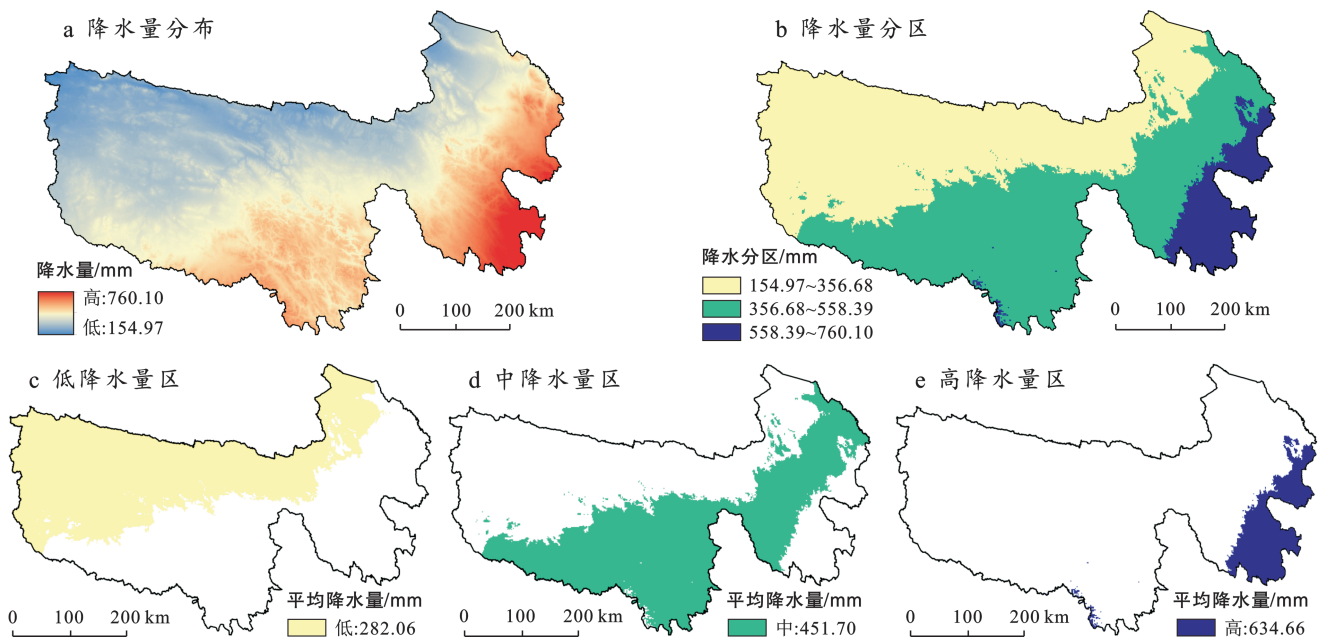 a 降水量分布
降水量/mm
高:760.10
低:154.97
0 100 200 km
b 降水量分区
降水分区/mm
154.97~356.68
356.68~558.39
558.39~760.10
0 100 200 km
c 低降水量区
平均降水量/mm
低:282.06
0 100 200 km
d 中降水量区
平均降水量/mm
中:451.70
0 100 200 km
e 高降水量区
平均降水量/mm
高:634.66
0 100 200 km